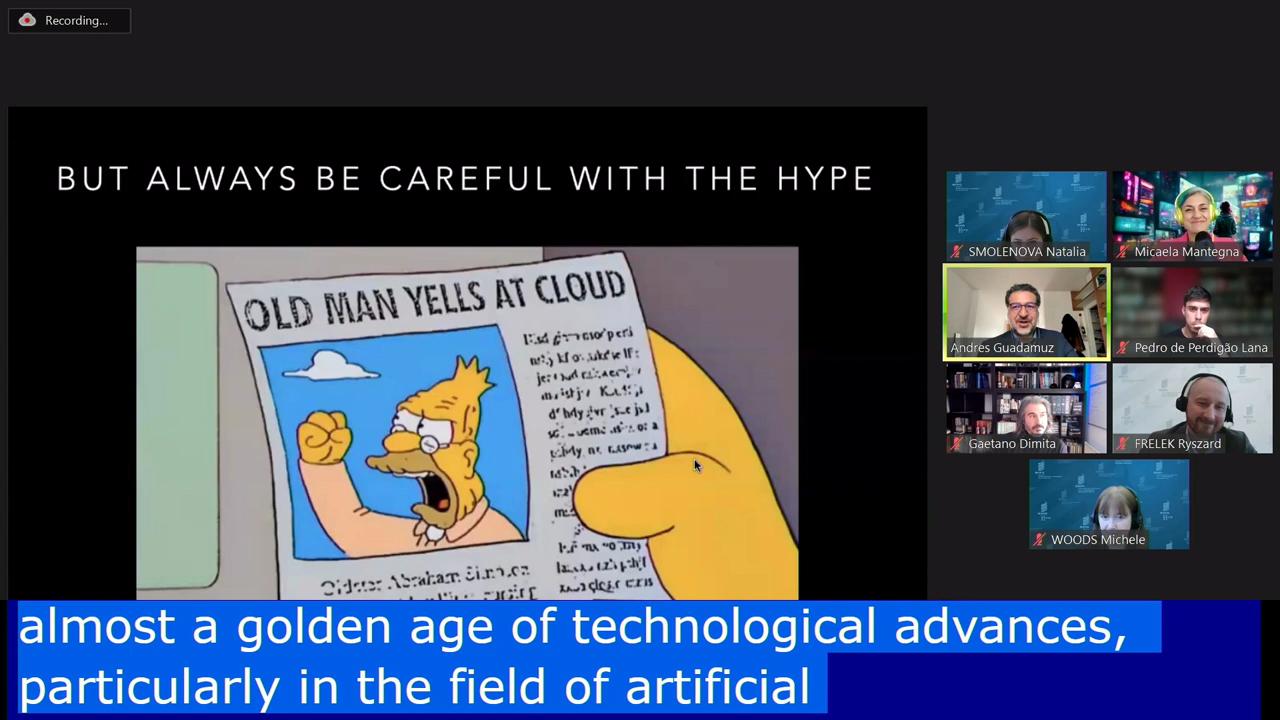 Recording...
BUT ALWAYS BE CAREFUL WITH THE HYPE
OLD MAN YELLS AT CLOUD
SMOLENOVA Natalia
Micaela Mantegna
Andres Guadamuz
Pedro de Perdigão Lana
Gaetano Dimita
FRELEK Ryszard
WOODS Michele
almost a golden age of technological advances,
particularly in the field of artificial